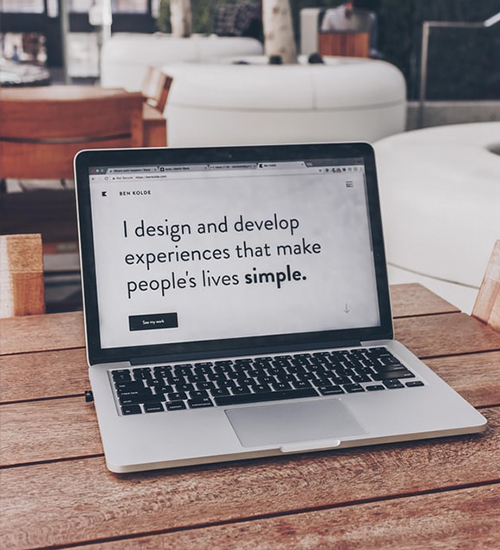 BEN KOLDE
I design and develop
experiences that make
people's lives simple.
See my work